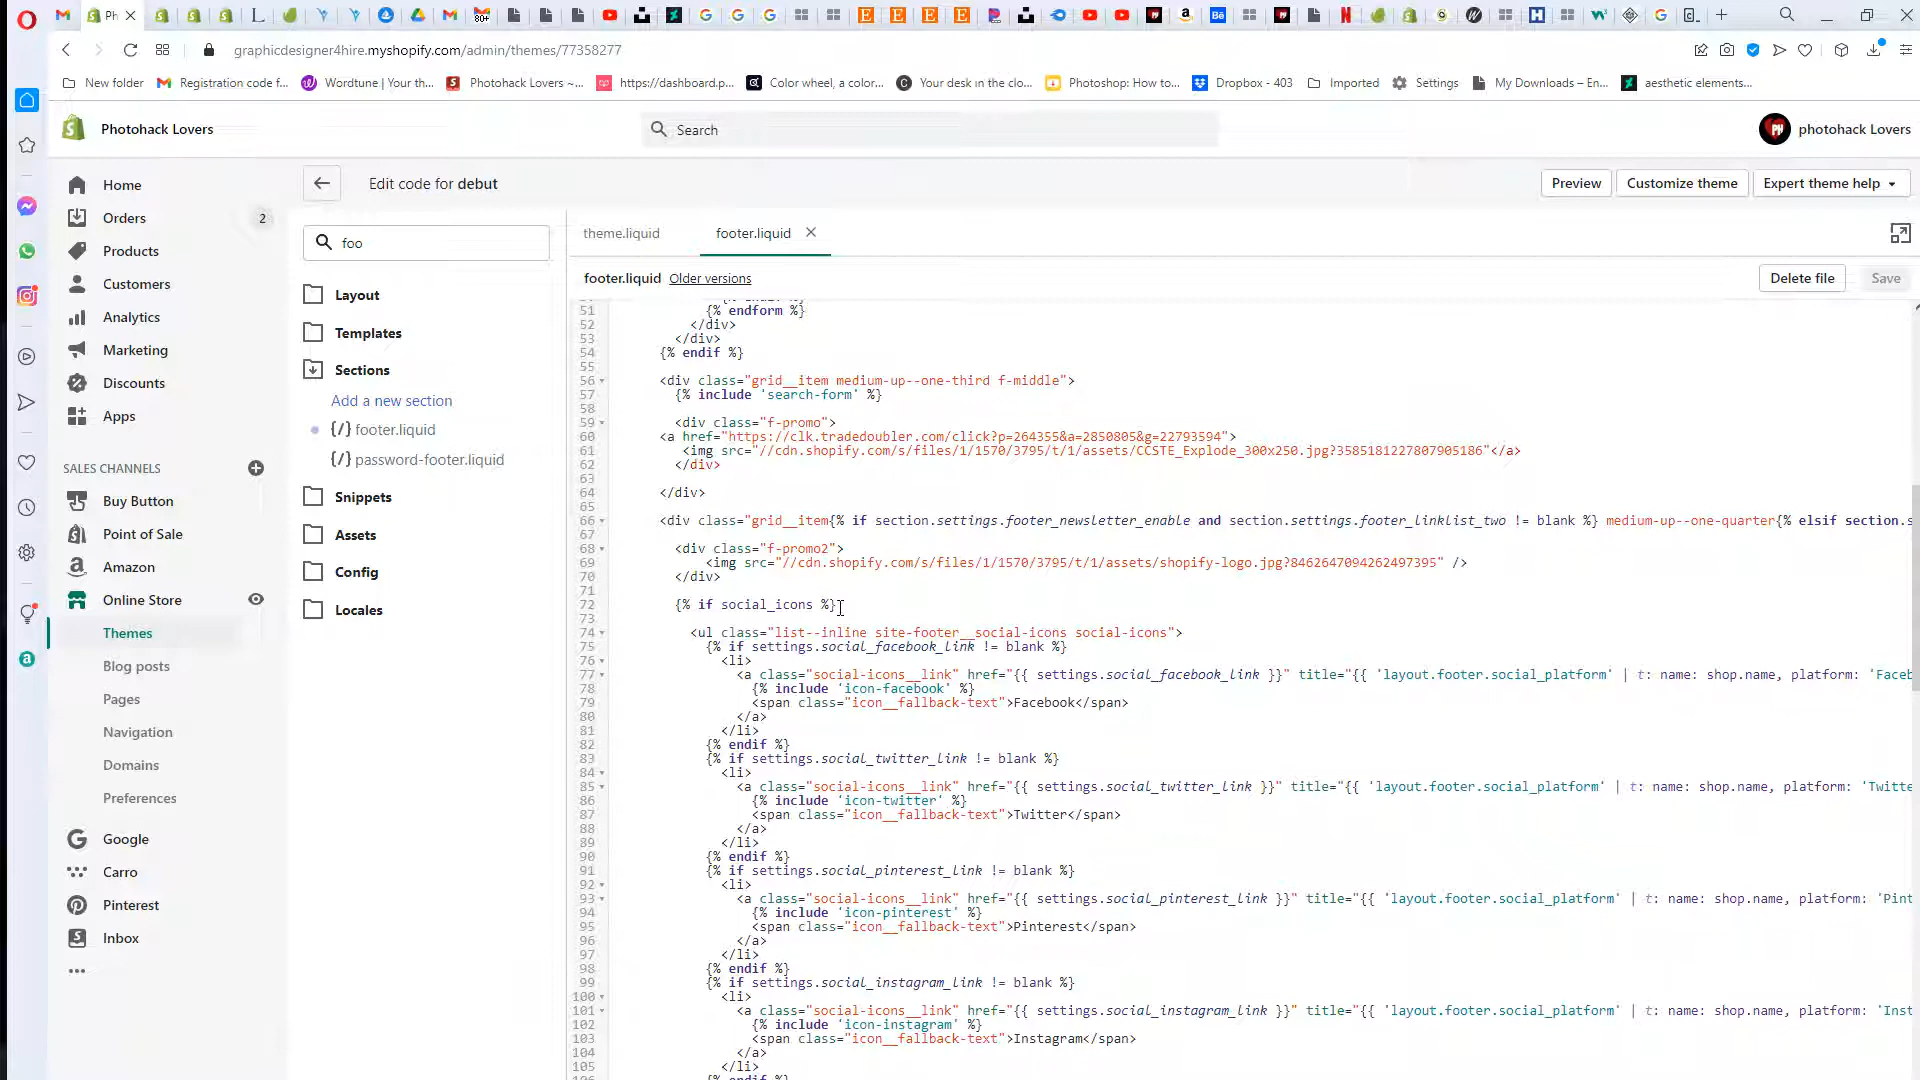 Ph
80+
graphicdesigner4hire.myshopify.com/admin/themes/77358277
New folder
Registration code f...
Wordtune | Your th...
Photohack Lovers ~...
https://dashboard.p...
Color wheel, a color...
Your desk in the clo...
Photoshop: How to...
Dropbox - 403
Imported
Settings
My Downloads – En...
aesthetic elements...
Photohack Lovers
Search
photohack Lovers
Home
Orders
2
Products
Customers
Analytics
Marketing
Discounts
Apps
SALES CHANNELS
Buy Button
Point of Sale
Amazon
Online Store
Themes
Blog posts
Pages
Navigation
Domains
Preferences
Google
Carro
Pinterest
Inbox
Edit code for debut
Preview
Customize theme
Expert theme help
foo
Layout
Templates
Sections
Add a new section
{/} footer.liquid
{/} password-footer.liquid
Snippets
Assets
Config
Locales
theme.liquid
footer.liquid
footer.liquid Older versions
Delete file
Save
51 {% endform %}
52 </div>
53 </div>
54 {% endif %}
55
56 <div class="grid__item medium-up--one-third f-middle">
57 {% include 'search-form' %}
58
59 <div class="f-promo">
60 <a href="https://clk.tradedoubler.com/click?p=264355&a=2850805&g=22793594">
61 <img src="//cdn.shopify.com/s/files/1/1570/3795/t/1/assets/CCSTE_Explode_300x250.jpg?3585181227807905186"</a>
62 </div>
63
64 </div>
65
66 <div class="grid__item{% if section.settings.footer_newsletter_enable and section.settings.footer_linklist_two != blank %} medium-up--one-quarter{% elsif section.s
67
68 <div class="f-promo2">
69 <img src="//cdn.shopify.com/s/files/1/1570/3795/t/1/assets/shopify-logo.jpg?8462647094262497395" />
70 </div>
71
72 {% if social_icons %}
73
74 <ul class="list--inline site-footer__social-icons social-icons">
75 {% if settings.social_facebook_link != blank %}
76 <li>
77 <a class="social-icons__link" href="{{ settings.social_facebook_link }}" title="{{ 'layout.footer.social_platform' | t: name: shop.name, platform: 'Faceb
78 {% include 'icon-facebook' %}
79 <span class="icon__fallback-text">Facebook</span>
80 </a>
81 </li>
82 {% endif %}
83 {% if settings.social_twitter_link != blank %}
84 <li>
85 <a class="social-icons__link" href="{{ settings.social_twitter_link }}" title="{{ 'layout.footer.social_platform' | t: name: shop.name, platform: 'Twitte
86 {% include 'icon-twitter' %}
87 <span class="icon__fallback-text">Twitter</span>
88 </a>
89 </li>
90 {% endif %}
91 {% if settings.social_pinterest_link != blank %}
92 <li>
93 <a class="social-icons__link" href="{{ settings.social_pinterest_link }}" title="{{ 'layout.footer.social_platform' | t: name: shop.name, platform: 'Pint
94 {% include 'icon-pinterest' %}
95 <span class="icon__fallback-text">Pinterest</span>
96 </a>
97 </li>
98 {% endif %}
99 {% if settings.social_instagram_link != blank %}
100 <li>
101 <a class="social-icons__link" href="{{ settings.social_instagram_link }}" title="{{ 'layout.footer.social_platform' | t: name: shop.name, platform: 'Inst
102 {% include 'icon-instagram' %}
103 <span class="icon__fallback-text">Instagram</span>
104 </a>
105 </li>